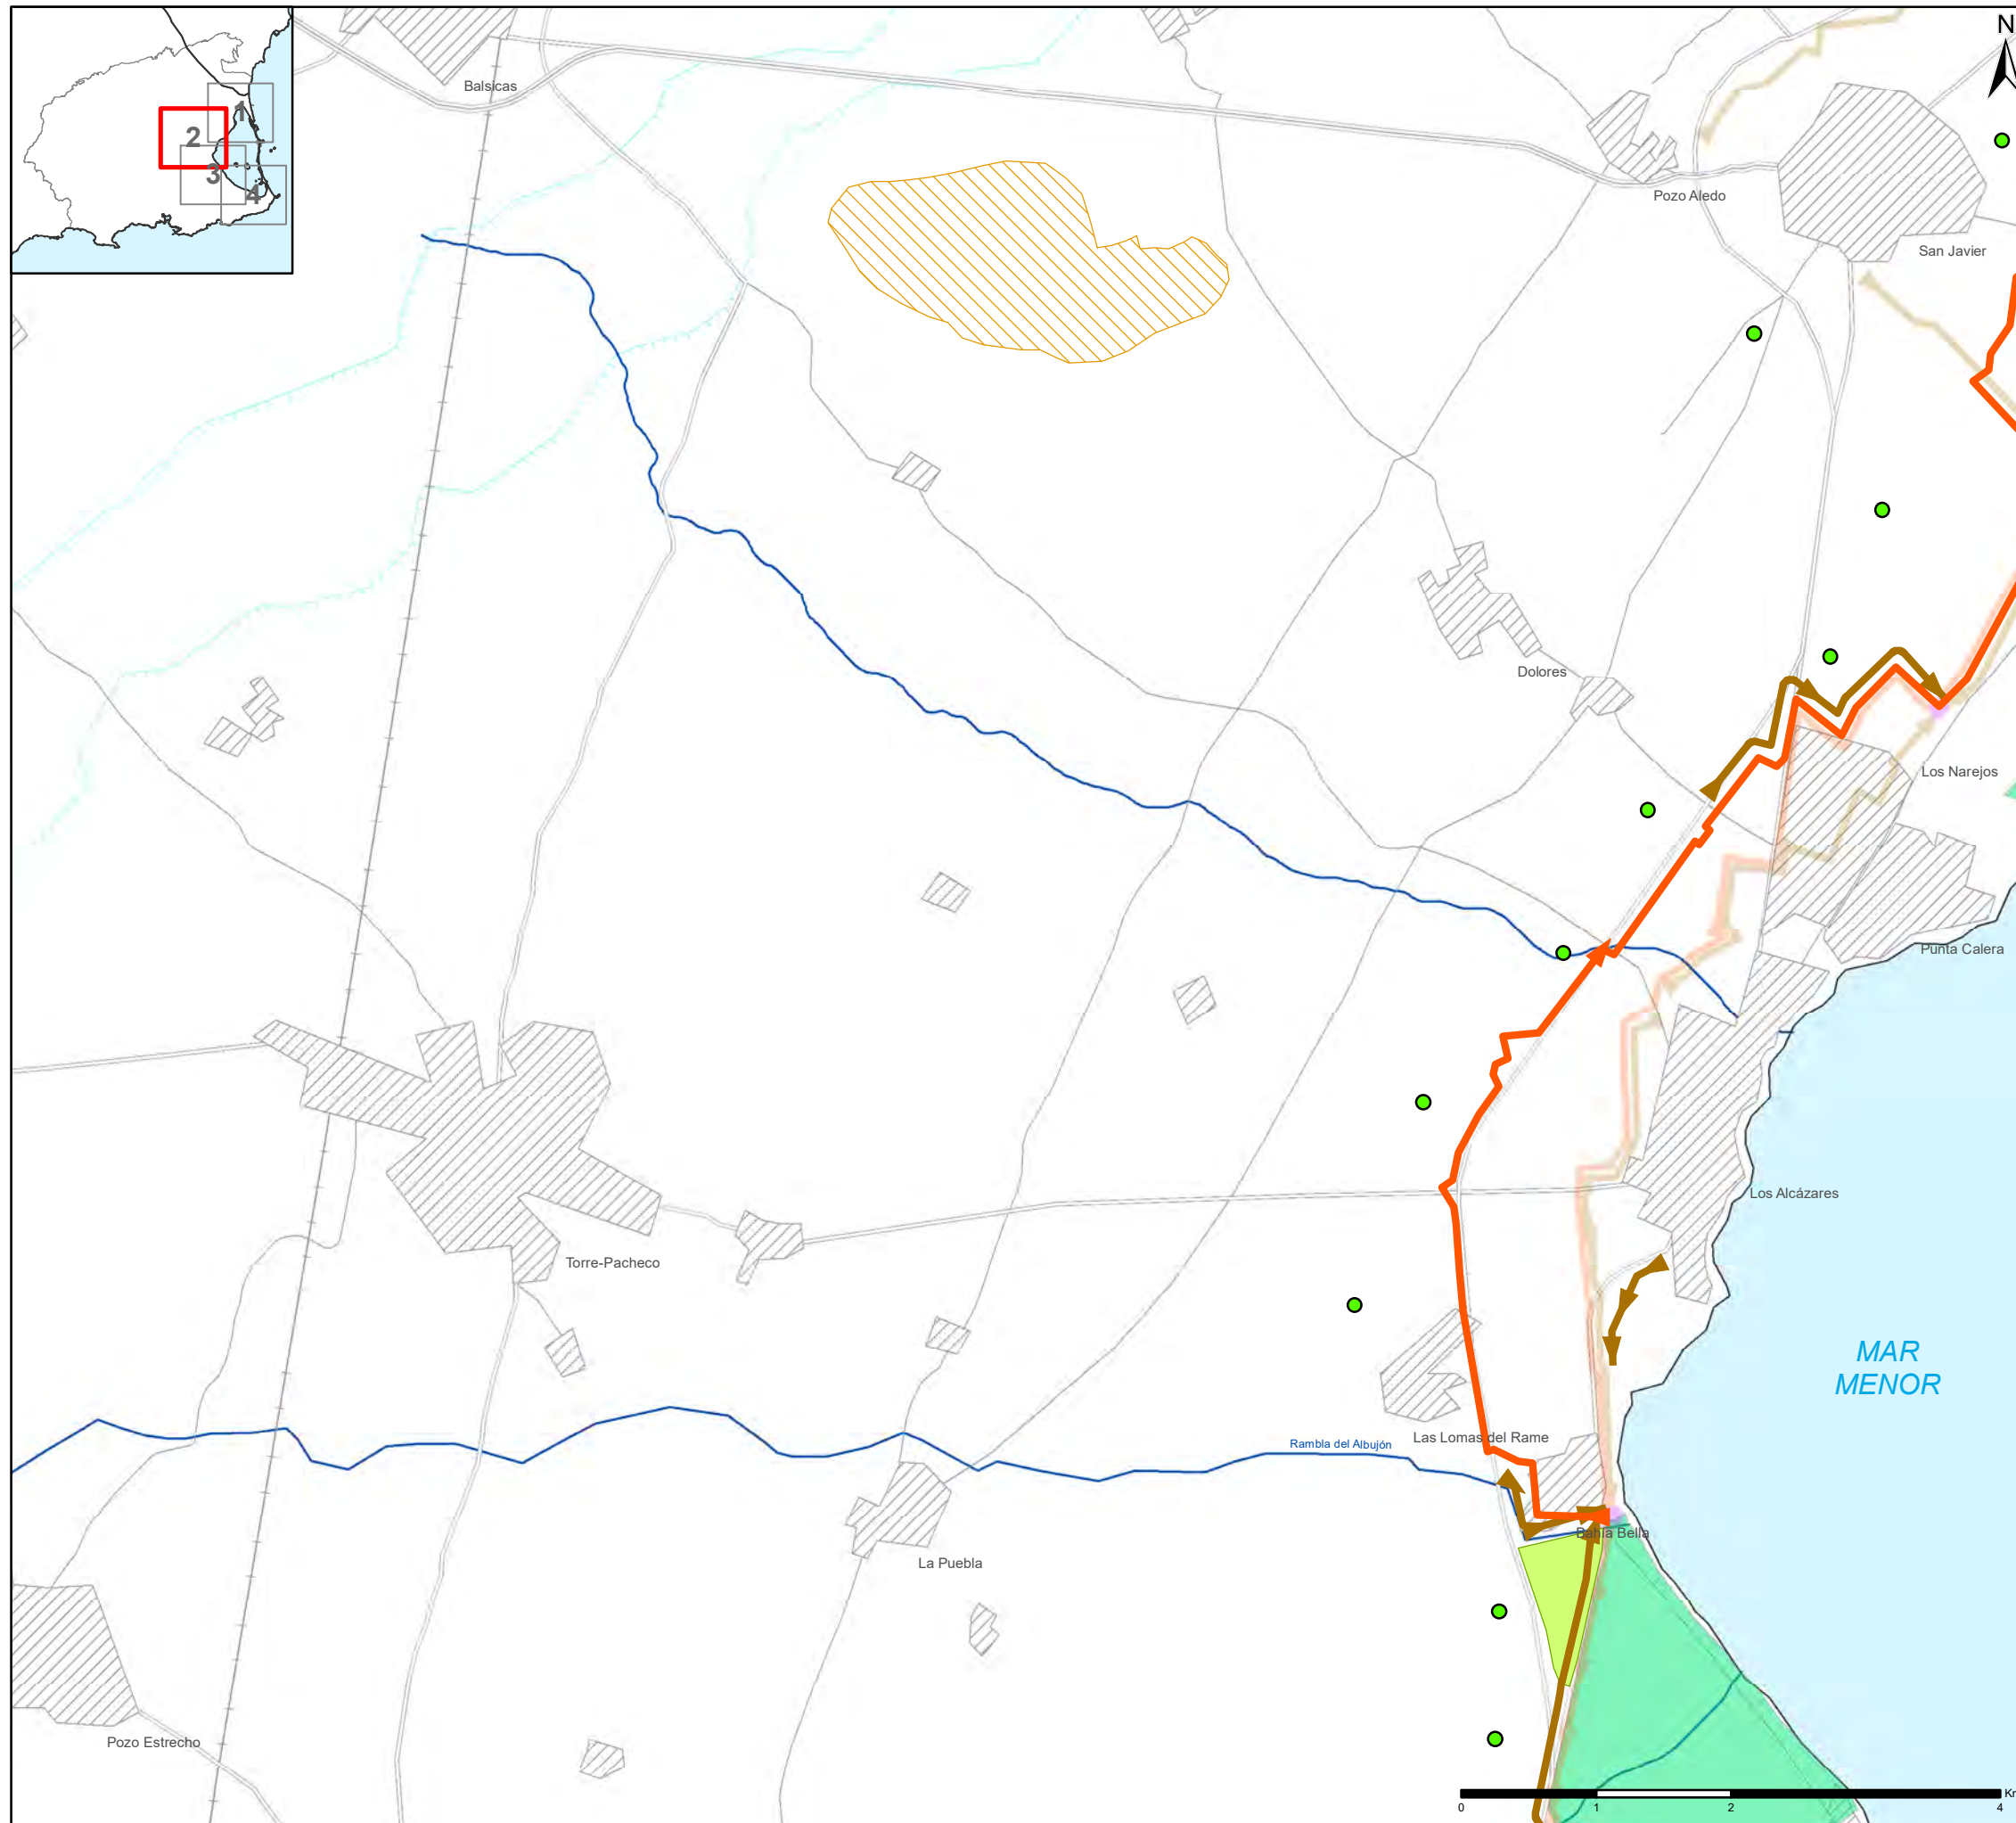 N
1
2
3
4
Balsicas
Pozo Aledo
San Javier
Dolores
Los Narejos
Punta Calera
Los Alcázares
Torre-Pacheco
MAR
MENOR
Las Lomas del Rame
Rambla del Albujón
Bahía Bella
La Puebla
Pozo Estrecho
0 1 2 4